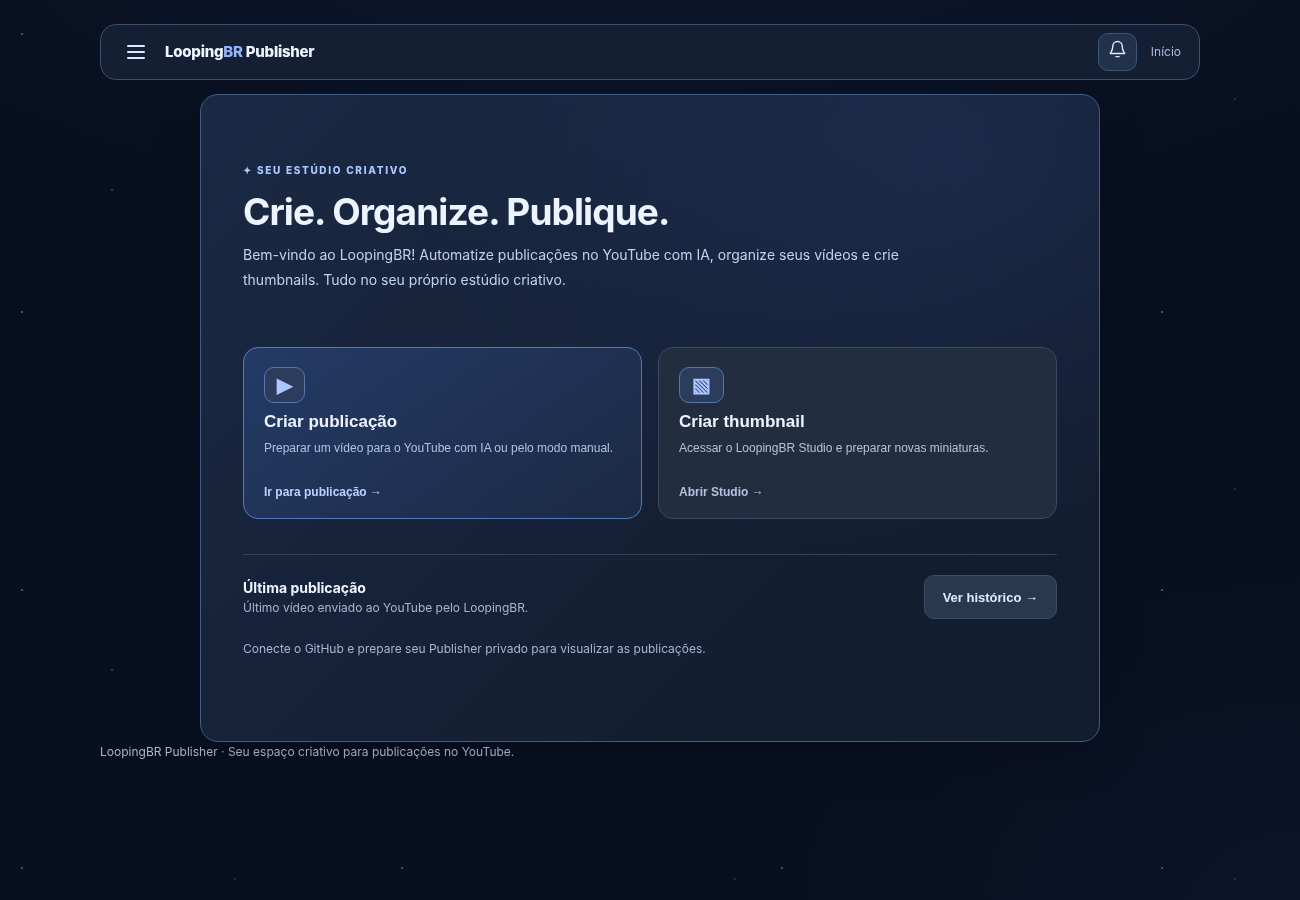 LoopingBR Publisher
Início
✦ SEU ESTÚDIO CRIATIVO
Crie. Organize. Publique.
Bem-vindo ao LoopingBR! Automatize publicações no YouTube com IA, organize seus vídeos e crie
thumbnails. Tudo no seu próprio estúdio criativo.
Criar publicação
Preparar um vídeo para o YouTube com IA ou pelo modo manual.
Ir para publicação →
Criar thumbnail
Acessar o LoopingBR Studio e preparar novas miniaturas.
Abrir Studio →
Última publicação
Último vídeo enviado ao YouTube pelo LoopingBR.
Ver histórico →
Conecte o GitHub e prepare seu Publisher privado para visualizar as publicações.
LoopingBR Publisher · Seu espaço criativo para publicações no YouTube.